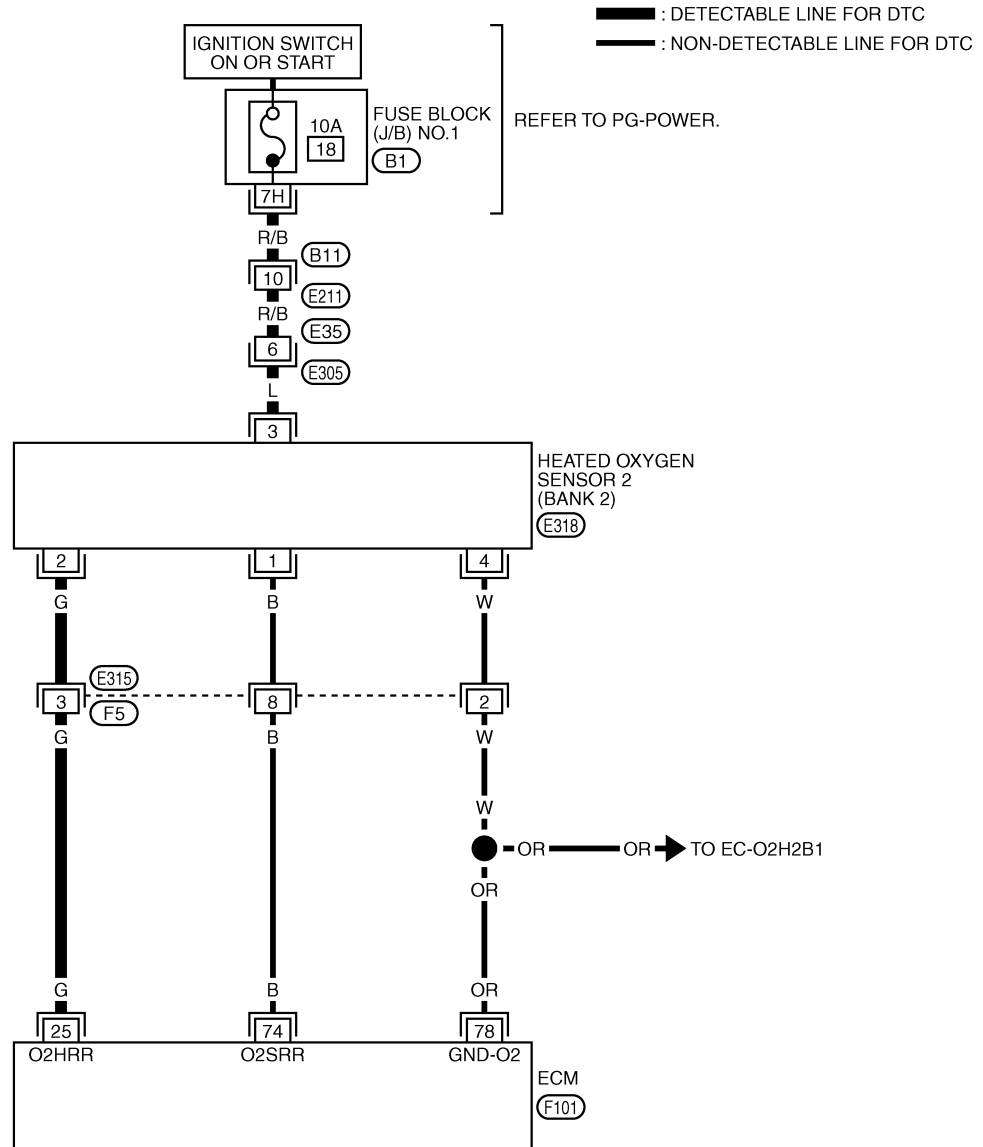 : DETECTABLE LINE FOR DTC
: NON-DETECTABLE LINE FOR DTC
IGNITION SWITCH
ON OR START
FUSE BLOCK
(J/B) NO.1
B1
10A
18
REFER TO PG-POWER.
7H
R/B
B11
10
E211
R/B
E35
6
E305
L
3
HEATED OXYGEN
SENSOR 2
(BANK 2)
E318
2
1
4
G
B
W
E315
3
8
2
F5
G
B
W
W
OR
OR
TO EC-O2H2B1
OR
G
B
OR
25
74
78
O2HRR
O2SRR
GND-O2
ECM
F101